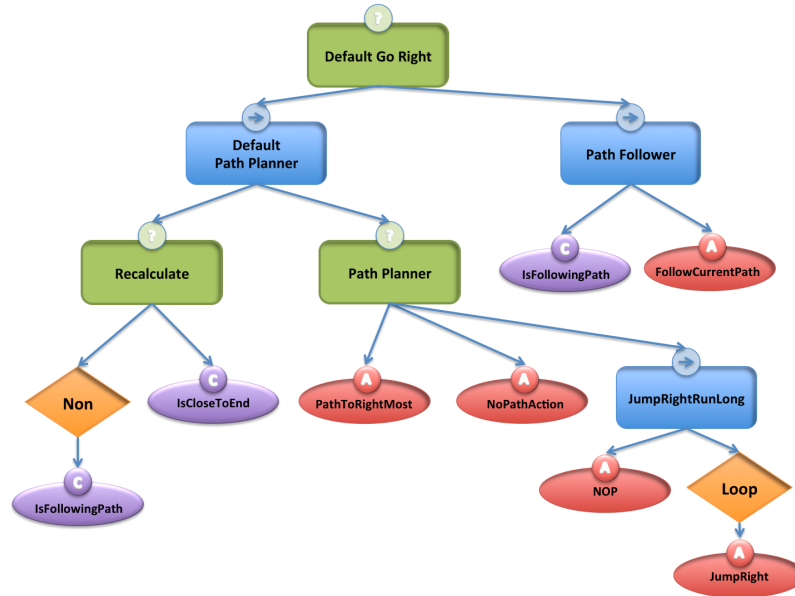 ?
Default Go Right
Default
Path Planner
Path Follower
?
Recalculate
?
Path Planner
C
IsFollowingPath
A
FollowCurrentPath
Non
C
IsCloseToEnd
A
PathToRightMost
A
NoPathAction
JumpRightRunLong
C
IsFollowingPath
A
NOP
Loop
A
JumpRight